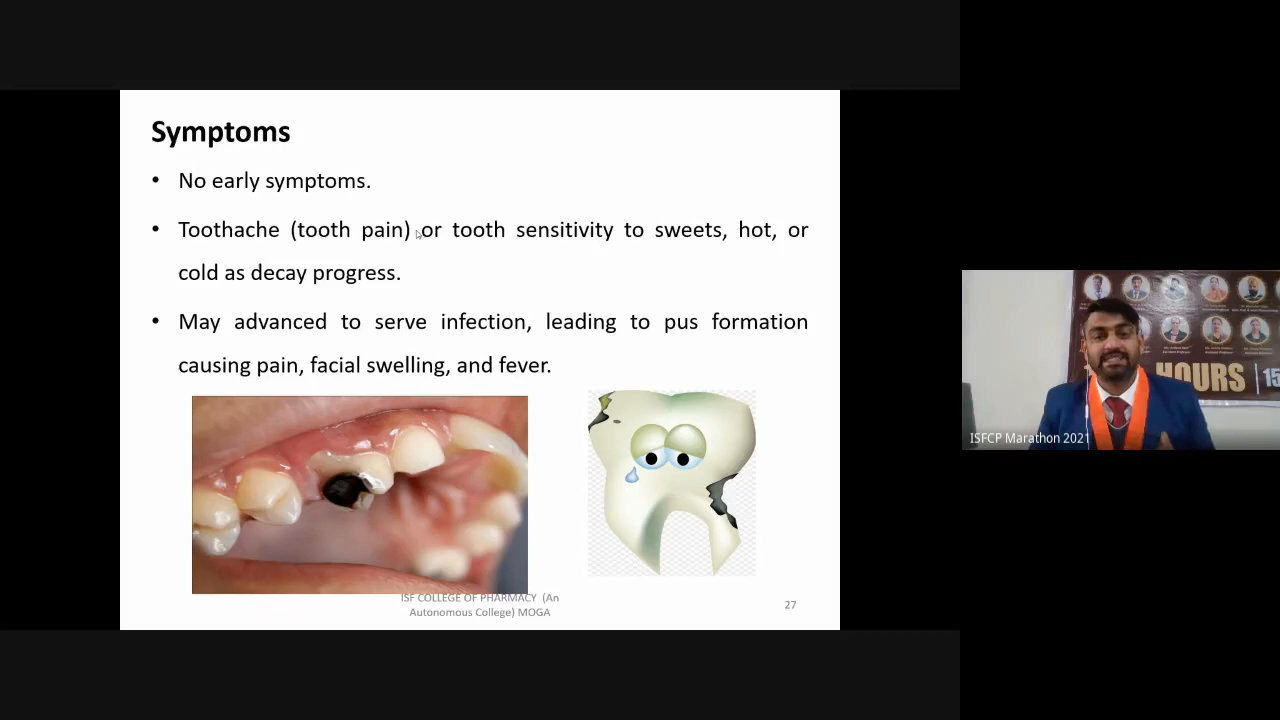 Symptoms
• No early symptoms.
• Toothache (tooth pain) or tooth sensitivity to sweets, hot, or
cold as decay progress.
• May advanced to serve infection, leading to pus formation
causing pain, facial swelling, and fever.
ISF COLLEGE OF PHARMACY (An
Autonomous College) MOGA
27
HOURS
15
ISFCP Marathon 2021